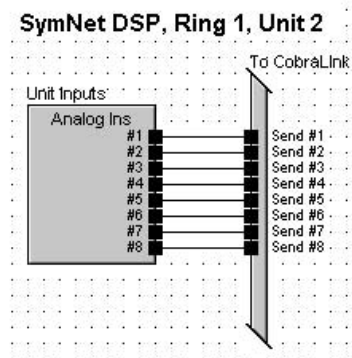 SymNet DSP, Ring 1, Unit 2
To CobraLink
Unit Inputs
Analog Ins
#1 Send #1
#2 Send #2
#3 Send #3
#4 Send #4
#5 Send #5
#6 Send #6
#7 Send #7
#8 Send #8